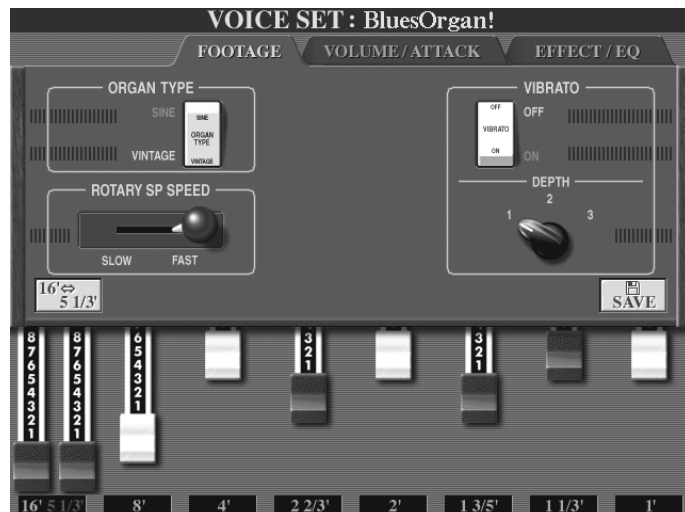 VOICE SET : BluesOrgan!
FOOTAGE VOLUME / ATTACK EFFECT / EQ
ORGAN TYPE
SINE
VINTAGE
SINE
ORGAN
TYPE
VINTAGE
VIBRATO
OFF
VIBRATO
ON
OFF
ON
ROTARY SP SPEED
SLOW FAST
DEPTH
1 2 3
16'⇔
5 1/3'
SAVE
8 8 6 3 3
7 7 5 2 2
6 6 4 1 1
5 5 3
4 4 2
3 3 1
2 2
1 1
16' 5 1/3' 8' 4' 2 2/3' 2' 1 3/5' 1 1/3' 1'